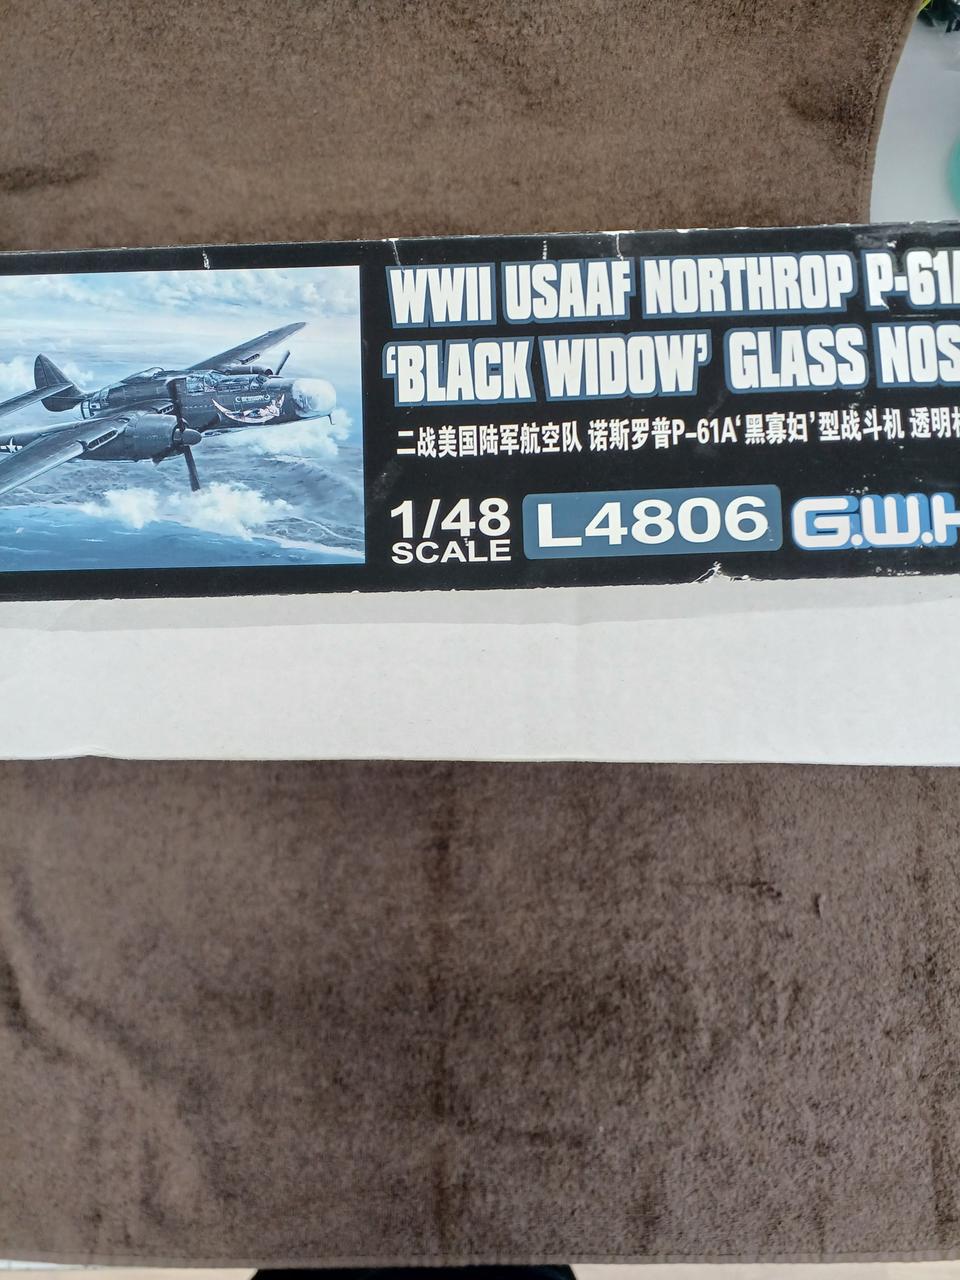 WWII USAAF NORTHROP P-61
'BLACK WIDOW' GLASS NOS
二战美国陆军航空队 诺斯罗普P-61A'黑寡妇'型战斗机 透明
1/48
SCALE
L4806
G.W.H